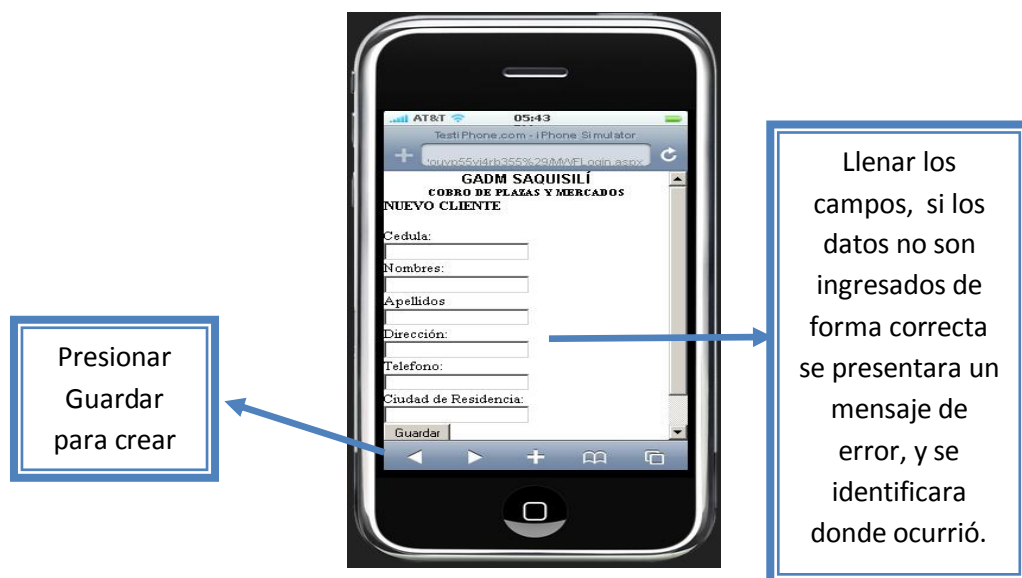 AT&T 05:43
TestiPhone.com - iPhone Simulator
GADM SAQUISILÍ
COBRO DE PLAZAS Y MERCADOS
NUEVO CLIENTE
Cedula:
Nombres:
Apellidos
Dirección:
Telefono:
Ciudad de Residencia:
Guardar
Presionar
Guardar
para crear
Llenar los
campos, si los
datos no son
ingresados de
forma correcta
se presentara un
mensaje de
error, y se
identificara
donde ocurrió.